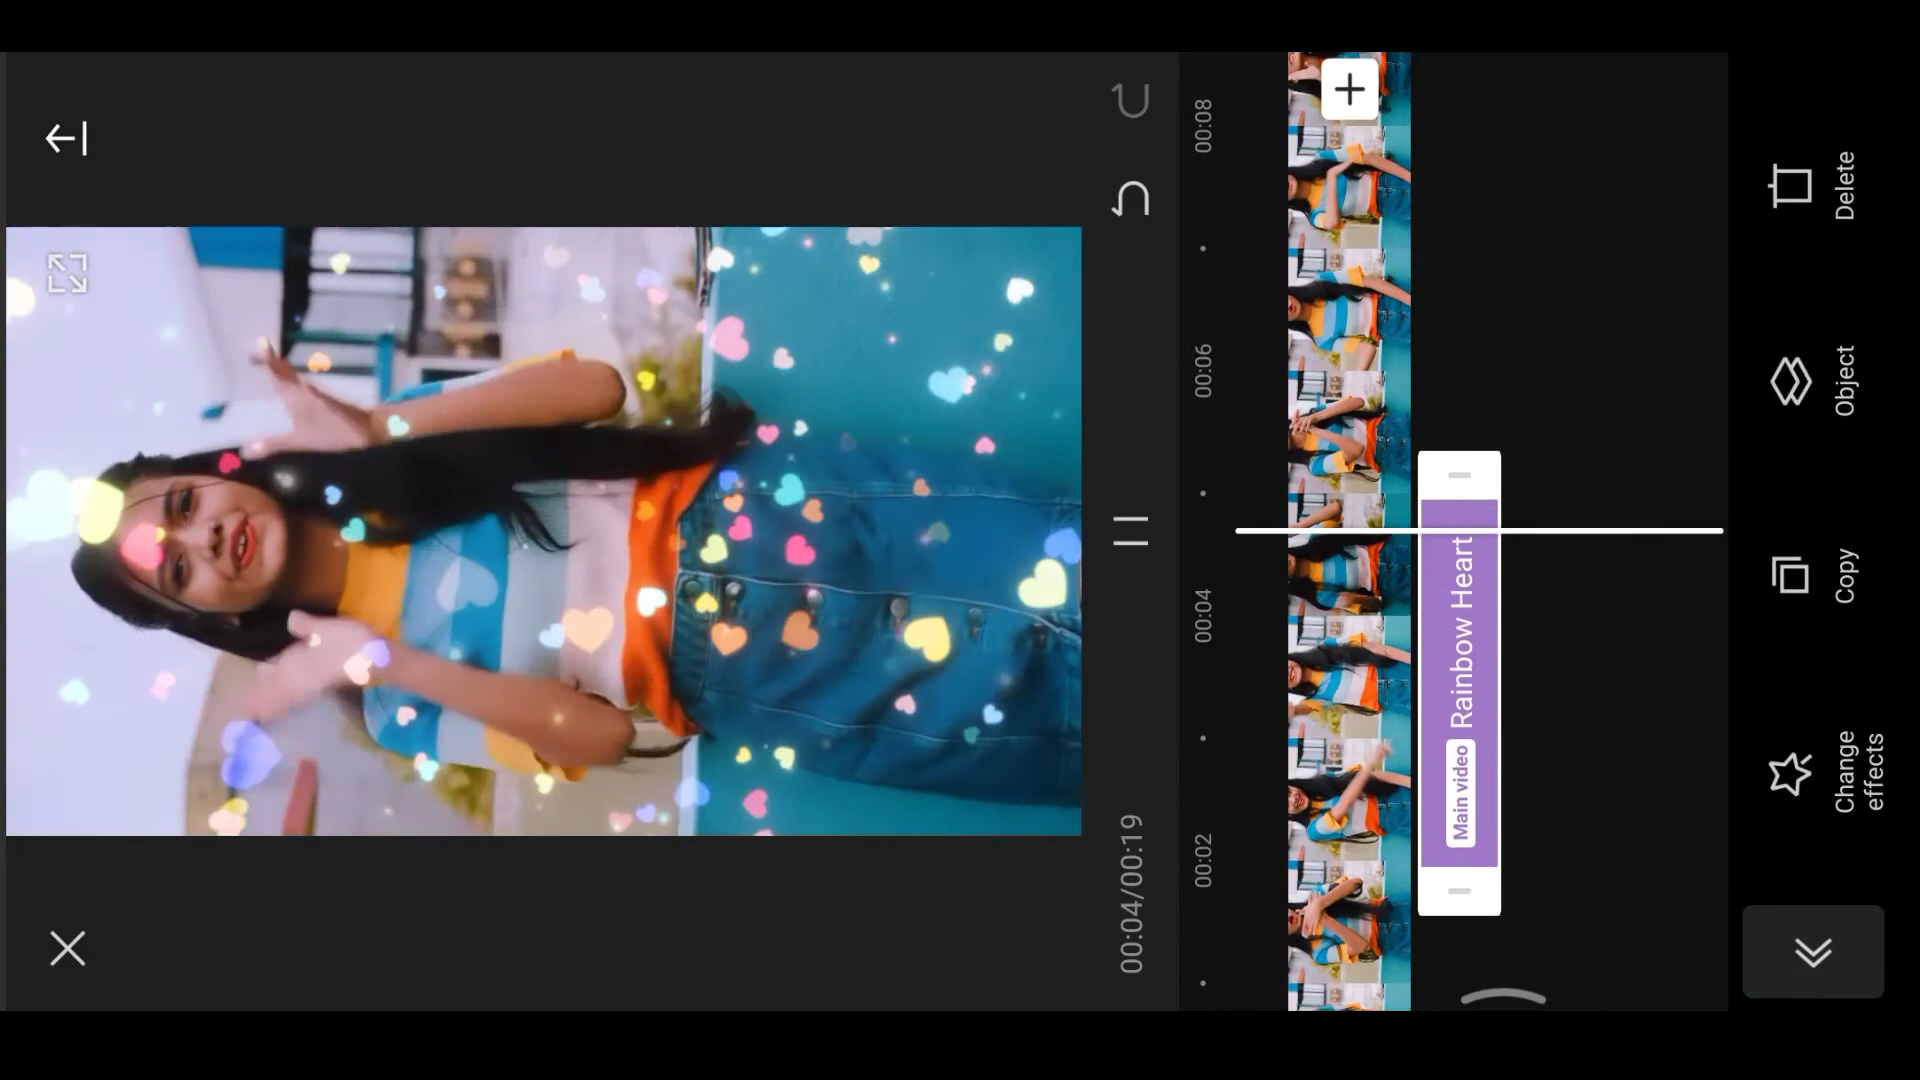 00:04/00:19
00:02
00:04
00:06
00:08
Main video Rainbow Heart
Change
effects
Copy
Object
Delete